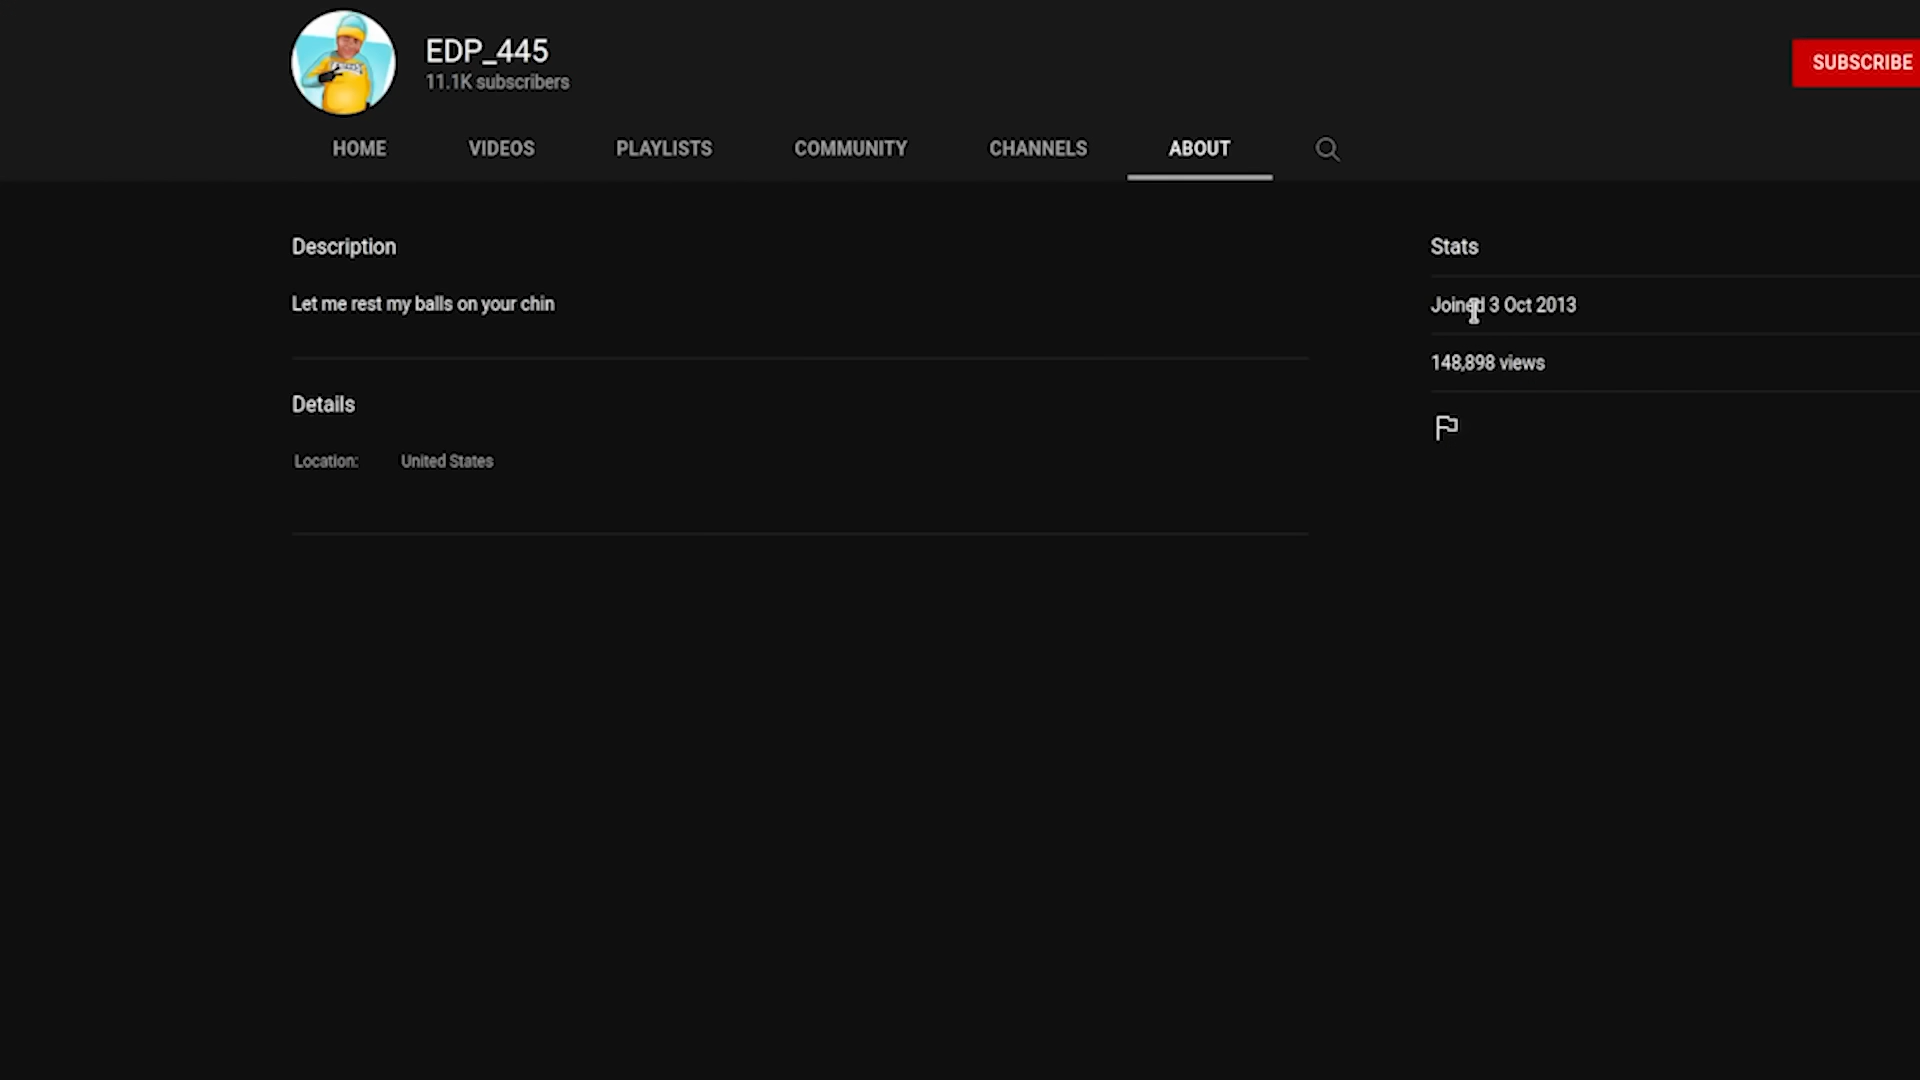 EDP_445
11.1K subscribers
SUBSCRIBE
HOME VIDEOS PLAYLISTS COMMUNITY CHANNELS ABOUT
Description
Let me rest my balls on your chin
Details
Location: United States
Stats
Joined 3 Oct 2013
148,898 views